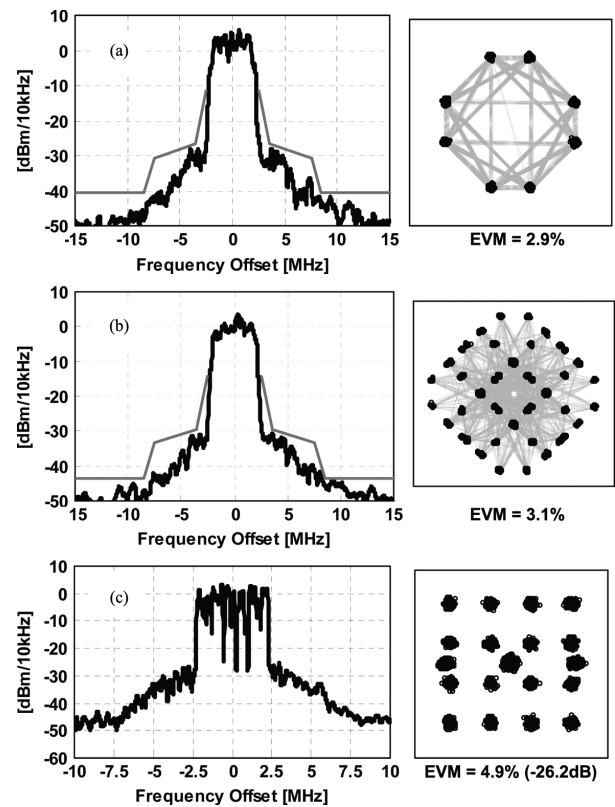 10
0
-10
-20
-30
-40
-50
[dBm/10kHz]
(a)
-15 -10 -5 0 5 10 15
Frequency Offset [MHz]
EVM = 2.9%
10
0
-10
-20
-30
-40
-50
[dBm/10kHz]
(b)
-15 -10 -5 0 5 10 15
Frequency Offset [MHz]
EVM = 3.1%
10
0
-10
-20
-30
-40
-50
-60
[dBm/10kHz]
(c)
-10 -7.5 -5 -2.5 0 2.5 5 7.5 10
Frequency Offset [MHz]
EVM = 4.9% (-26.2dB)